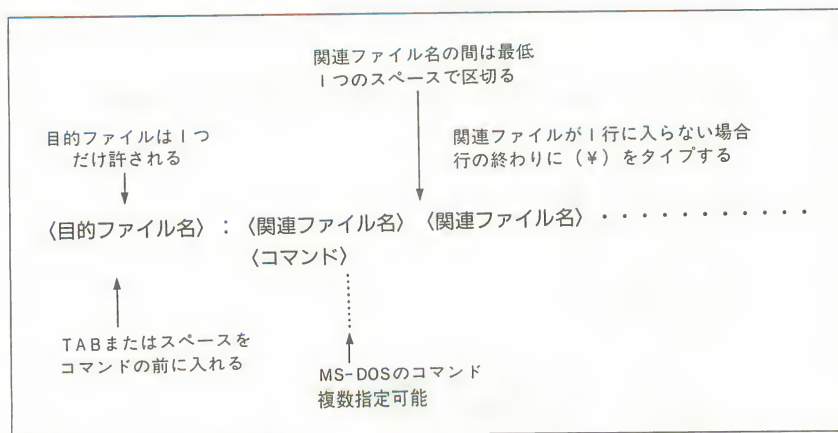 関連ファイル名の間は最低
1つのスペースで区切る
目的ファイルは1つ
だけ許される
関連ファイルが1行に入らない場合
行の終わりに（¥）をタイプする
〈目的ファイル名〉：〈関連ファイル名〉〈関連ファイル名〉・・・・・・・・・・・
〈コマンド〉
TABまたはスペースを
コマンドの前に入れる
MS-DOSのコマンド
複数指定可能